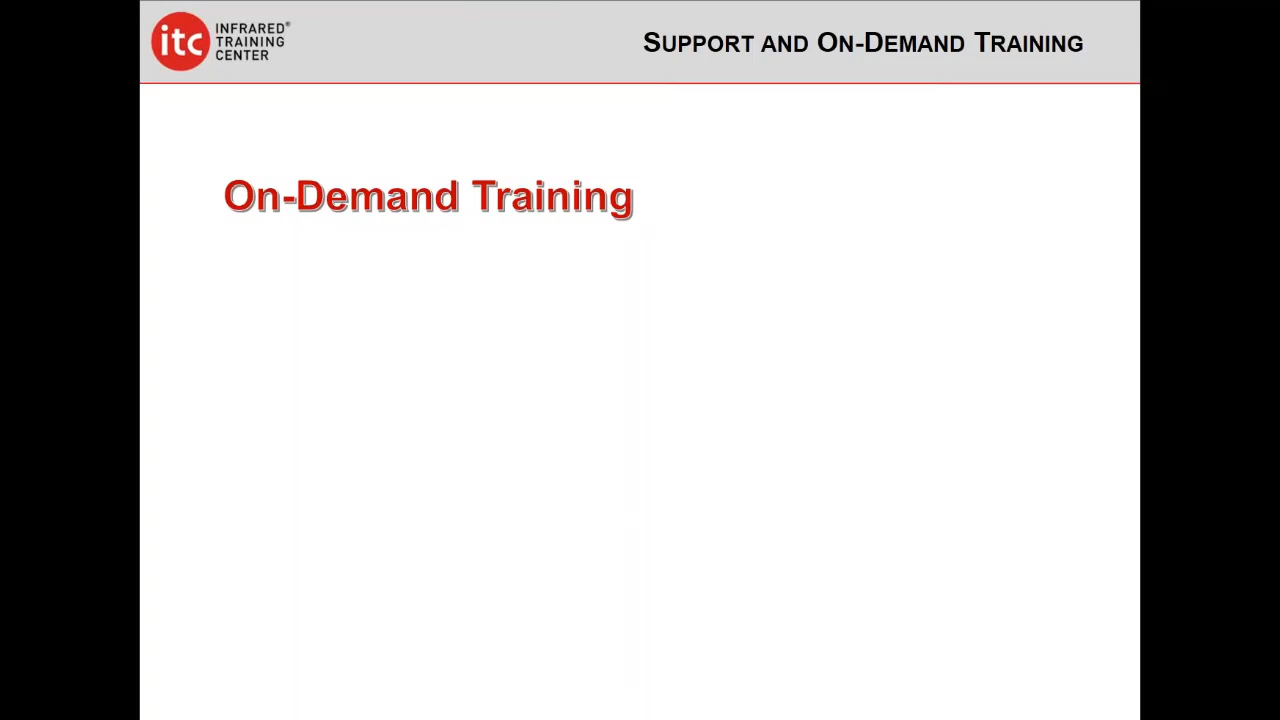 itc
INFRARED®
TRAINING
CENTER
SUPPORT AND ON-DEMAND TRAINING
On-Demand Training